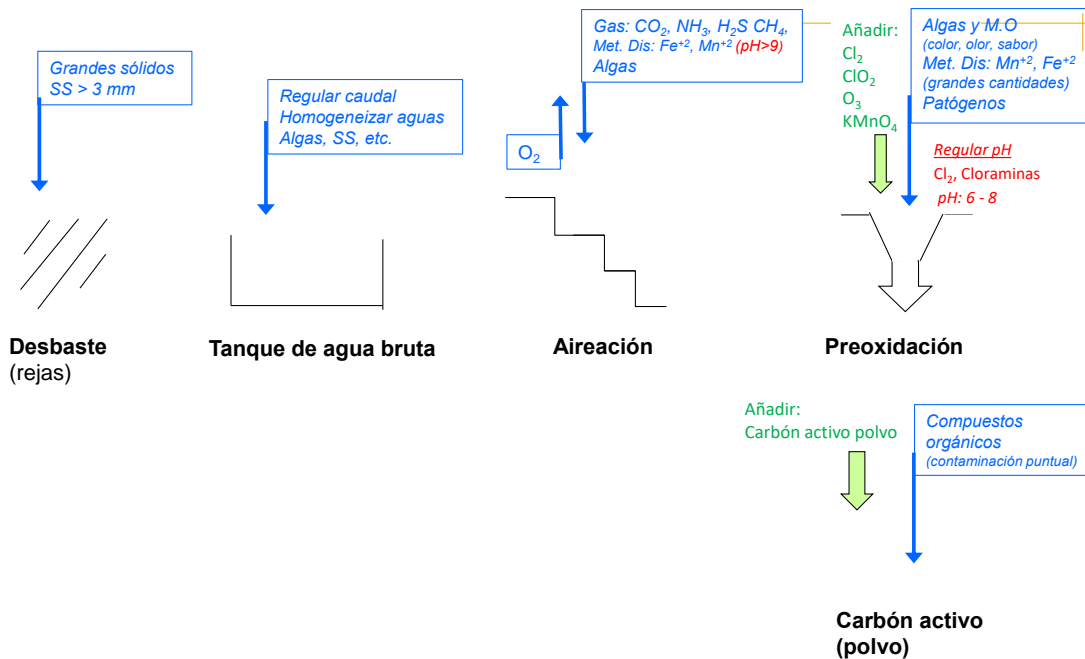 Grandes sólidos
SS > 3 mm
Desbaste
(rejas)
Regular caudal
Homogeneizar aguas
Algas, SS, etc.
Tanque de agua bruta
O₂
Gas: CO₂, NH₃, H₂S CH₄,
Met. Dis: Fe⁺², Mn⁺² (pH>9)
Algas
Aireación
Añadir:
Cl₂
ClO₂
O₃
KMnO₄
Algas y M.O
(color, olor, sabor)
Met. Dis: Mn⁺², Fe⁺²
(grandes cantidades)
Patógenos
Regular pH
Cl₂, Cloraminas
pH: 6 - 8
Preoxidación
Añadir:
Carbón activo polvo
Compuestos
orgánicos
(contaminación puntual)
Carbón activo
(polvo)